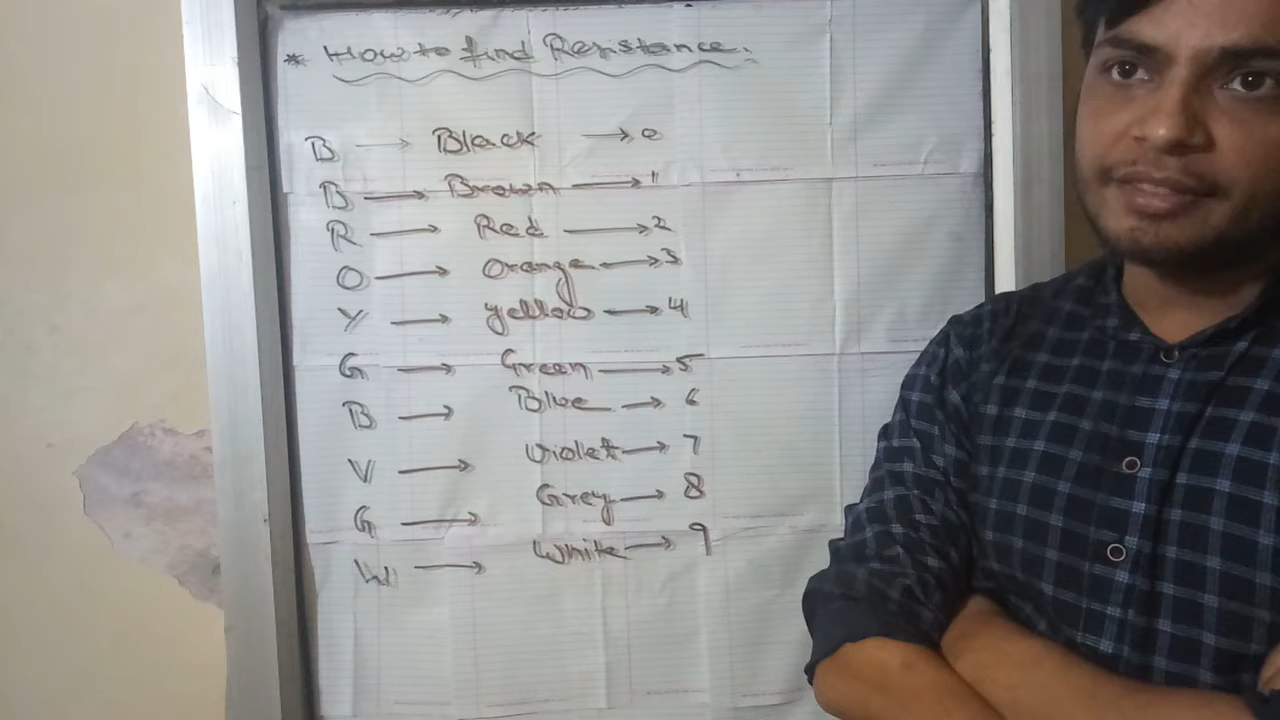 * How to find Resistance.
B → Black → 0
B → Brown → 1
R → Red → 2
O → Orange → 3
Y → Yellow → 4
G → Green → 5
B → Blue → 6
V → Violet → 7
G → Grey → 8
W → White → 9